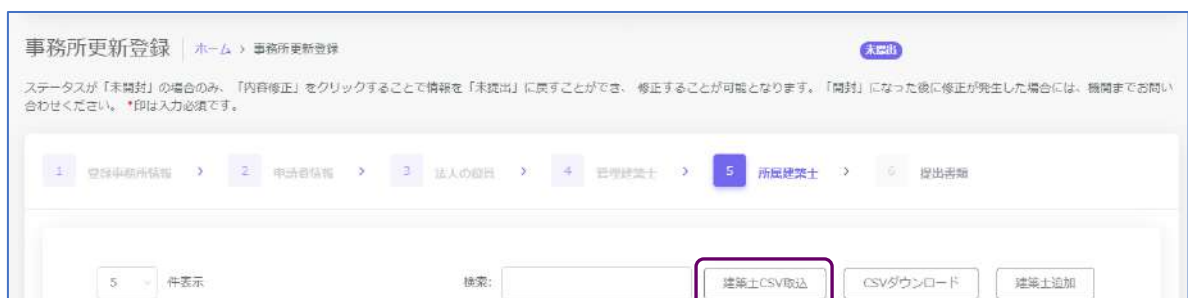 事務所更新登録 ホーム > 事務所更新登録 未提出
ステータスが「未開封」の場合のみ、「内容修正」をクリックすることで情報を「未提出」に戻すことができ、 修正することが可能となります。「開封」になった後に修正が発生した場合には、機関までお問い
合わせください。 *印は入力必須です。
1 登録事務所情報 > 2 申請者情報 > 3 法人の役員 > 4 管理建築士 > 5 所属建築士 > 6 提出書類
5 件表示 検索: 建築士CSV取込 CSVダウンロード 建築士追加